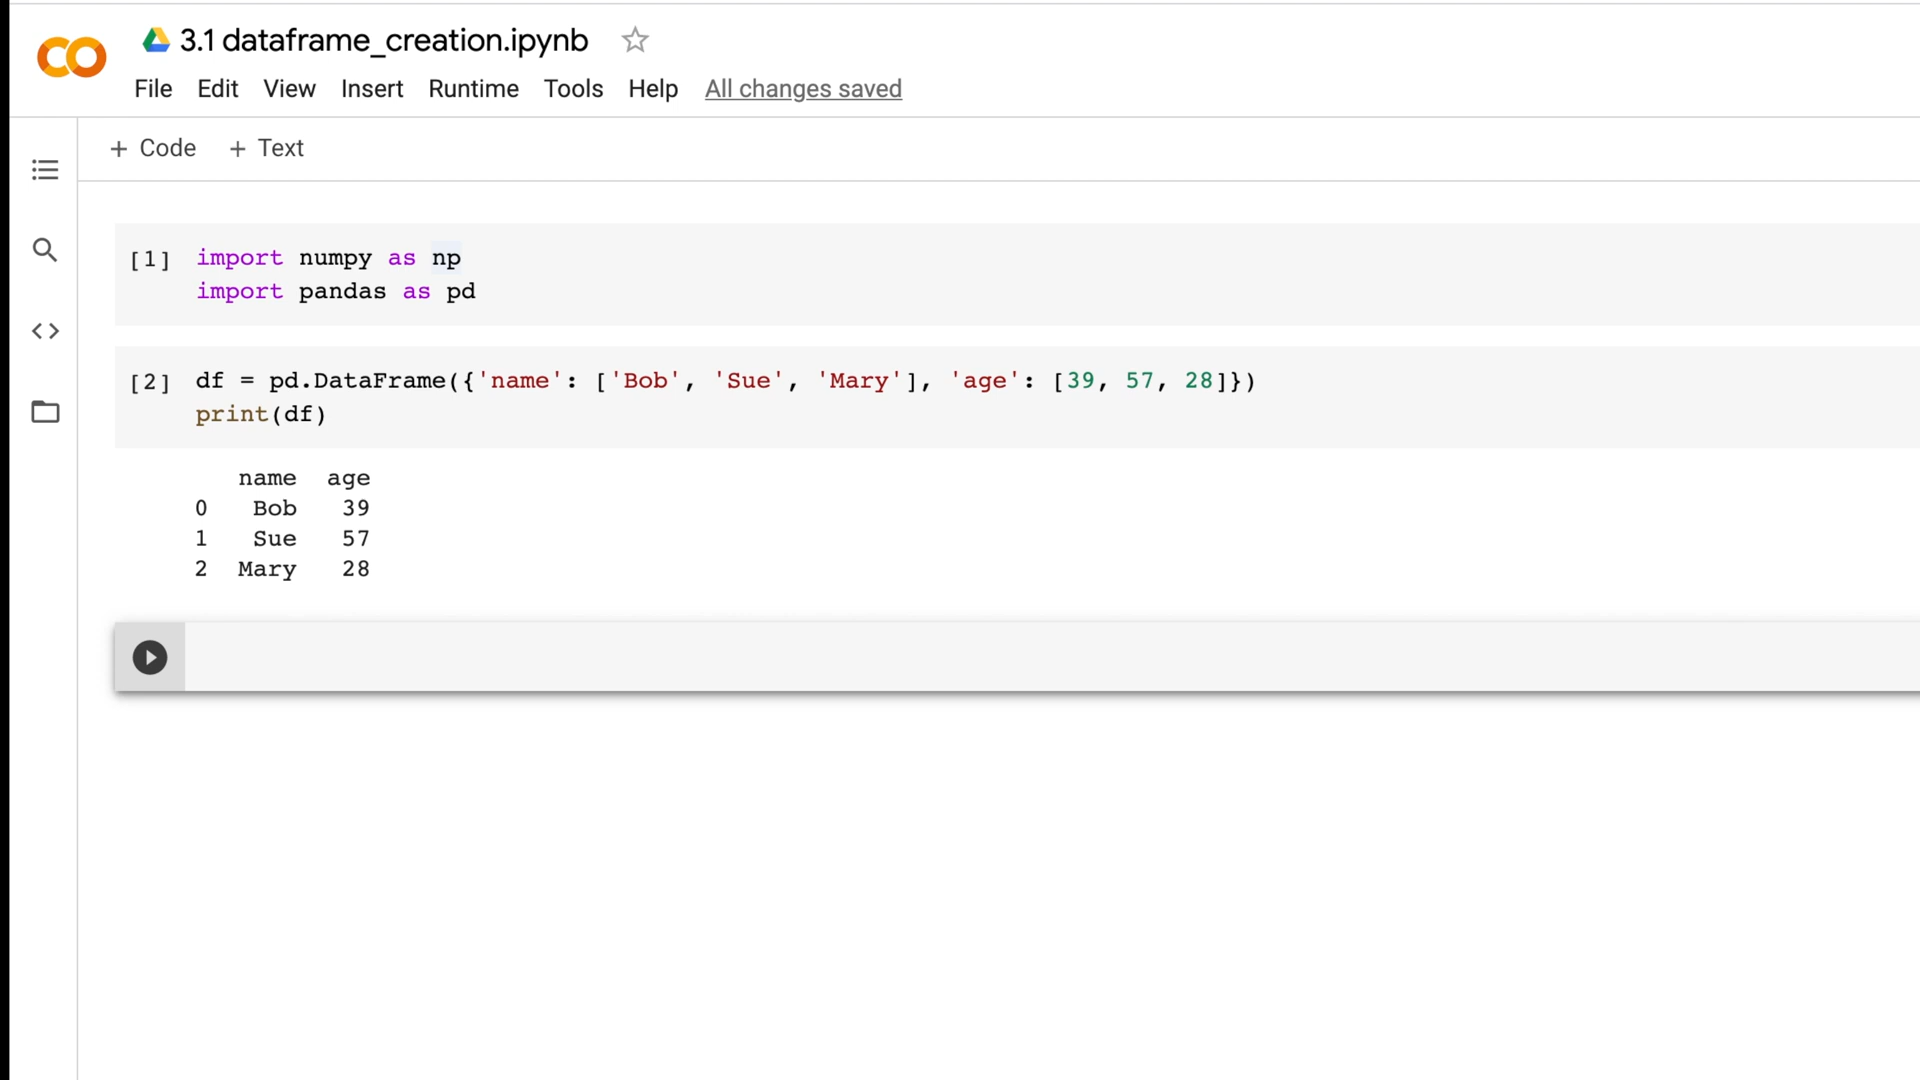 3.1 dataframe_creation.ipynb
File Edit View Insert Runtime Tools Help All changes saved
+ Code + Text
[1] import numpy as np
import pandas as pd
[2] df = pd.DataFrame({'name': ['Bob', 'Sue', 'Mary'], 'age': [39, 57, 28]})
print(df)
name age
0 Bob 39
1 Sue 57
2 Mary 28